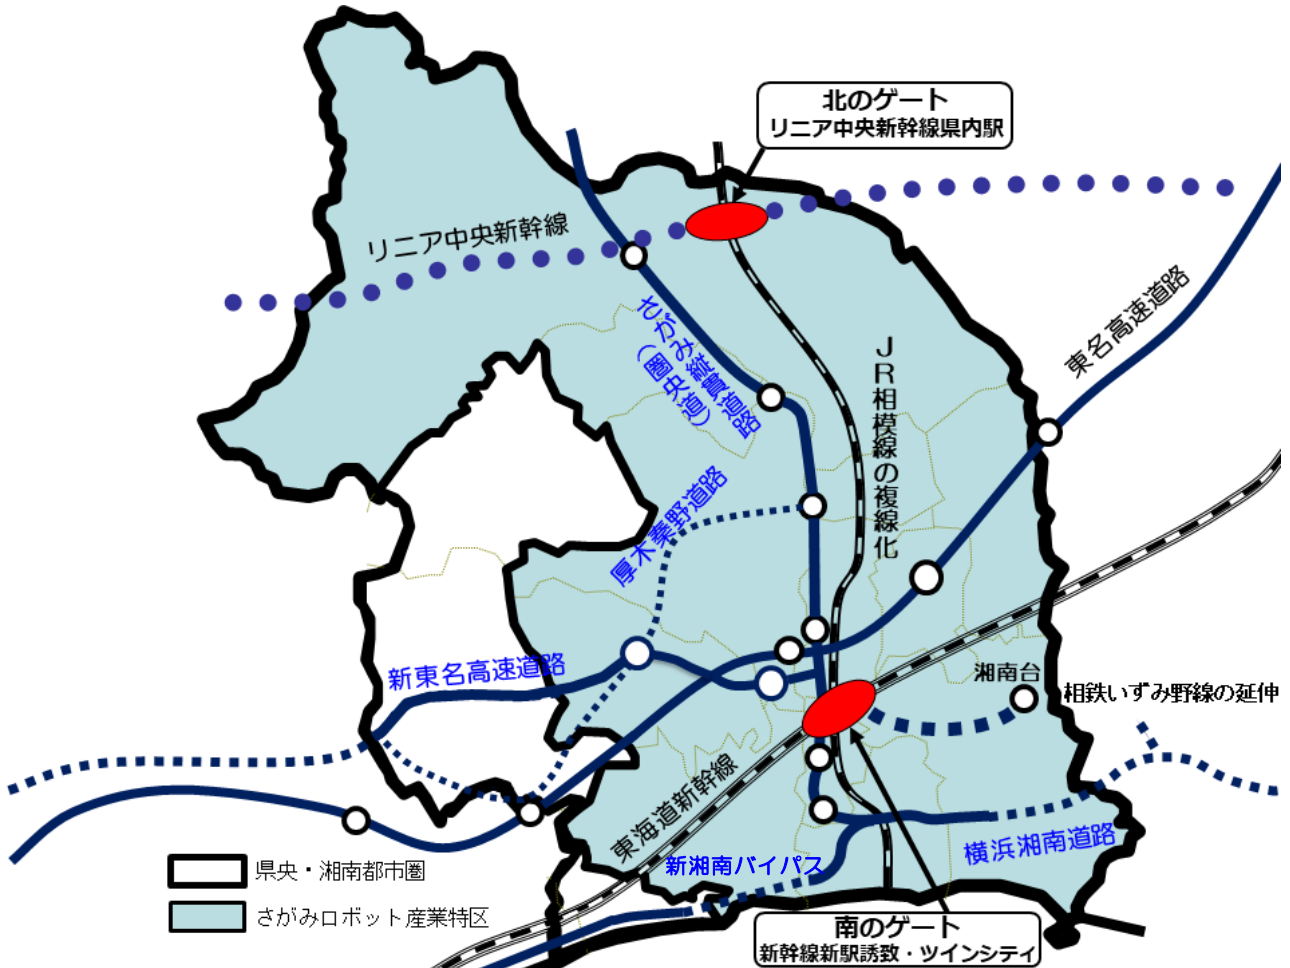 北のゲート
リニア中央新幹線県内駅
リニア中央新幹線
さがみ縦貫道路
（圏央道）
東名高速道路
JR相模線の複線化
厚木秦野道路
新東名高速道路
湘南台
相鉄いずみ野線の延伸
東海道新幹線
横浜湘南道路
新湘南バイパス
県央・湘南都市圏
さがみロボット産業特区
南のゲート
新幹線新駅誘致・ツインシティ